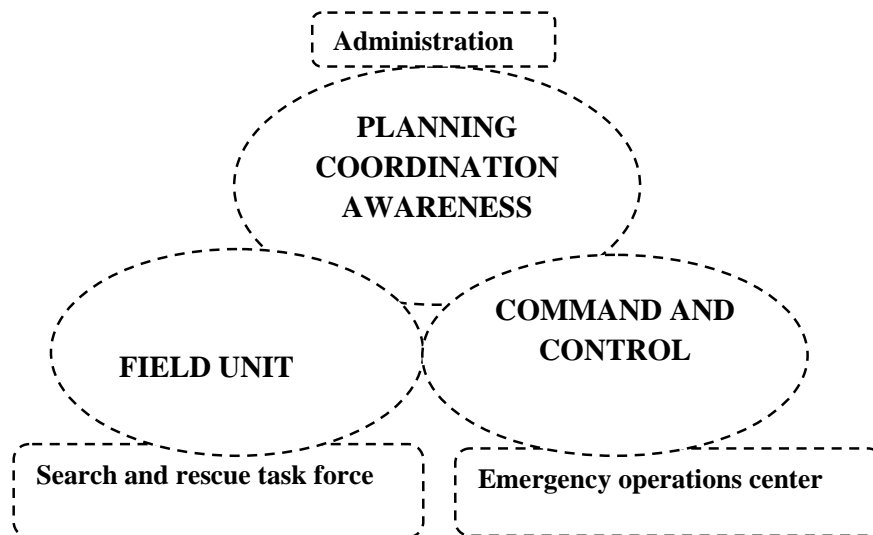 Administration
PLANNING
COORDINATION
AWARENESS
COMMAND AND
CONTROL
FIELD UNIT
Search and rescue task force
Emergency operations center